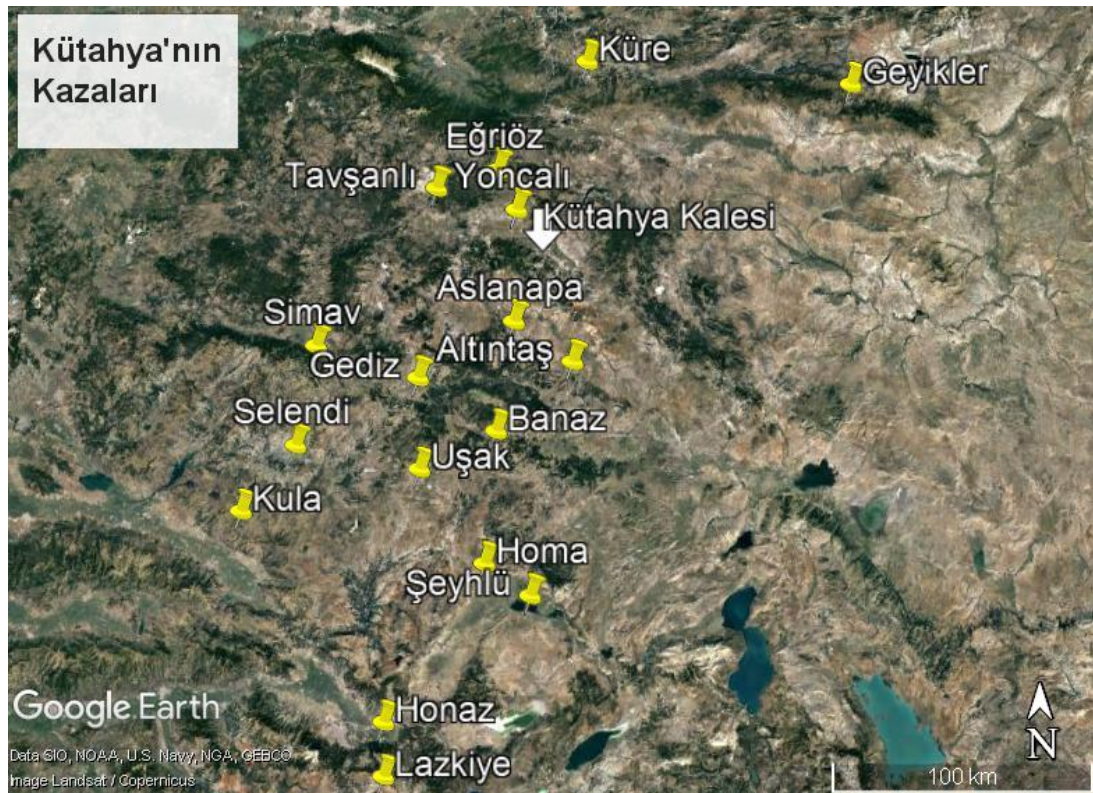 Kütahya'nın
Kazaları
Küre
Geyikler
Eğriöz
Tavşanlı
Yoncalı
Kütahya Kalesi
Aslanapa
Simav
Altıntaş
Gediz
Selendi
Banaz
Uşak
Kula
Homa
Şeyhlü
Honaz
Lazkiye
Google Earth
Data SIO, NOAA, U.S. Navy, NGA, GEBCO
Image Landsat / Copernicus
N
100 km